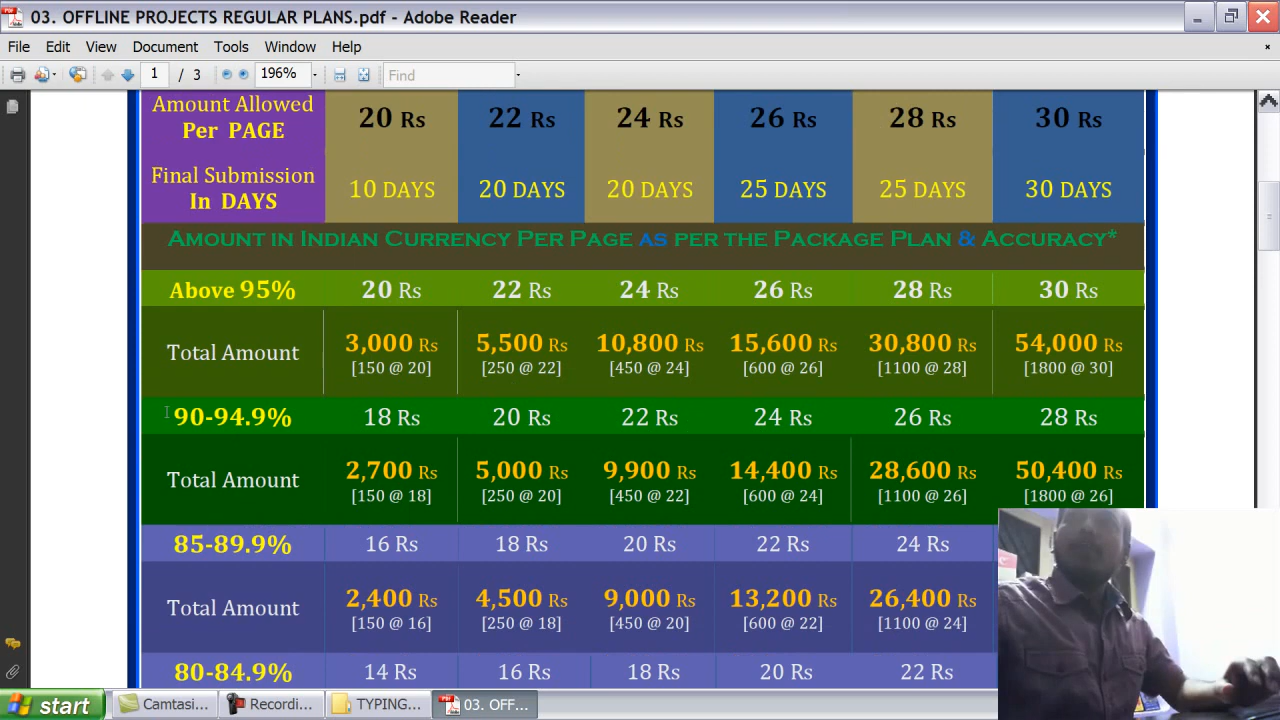 03. OFFLINE PROJECTS REGULAR PLANS.pdf - Adobe Reader
File Edit View Document Tools Window Help
1 / 3 196% Find
Amount Allowed Per PAGE 20 Rs 22 Rs 24 Rs 26 Rs 28 Rs 30 Rs
Final Submission In DAYS 10 DAYS 20 DAYS 20 DAYS 25 DAYS 25 DAYS 30 DAYS
AMOUNT IN INDIAN CURRENCY PER PAGE AS PER THE PACKAGE PLAN & ACCURACY*
Above 95% 20 Rs 22 Rs 24 Rs 26 Rs 28 Rs 30 Rs
Total Amount 3,000 Rs 5,500 Rs 10,800 Rs 15,600 Rs 30,800 Rs 54,000 Rs
[150 @ 20] [250 @ 22] [450 @ 24] [600 @ 26] [1100 @ 28] [1800 @ 30]
90-94.9% 18 Rs 20 Rs 22 Rs 24 Rs 26 Rs 28 Rs
Total Amount 2,700 Rs 5,000 Rs 9,900 Rs 14,400 Rs 28,600 Rs 50,400 Rs
[150 @ 18] [250 @ 20] [450 @ 22] [600 @ 24] [1100 @ 26] [1800 @ 26]
85-89.9% 16 Rs 18 Rs 20 Rs 22 Rs 24 Rs
Total Amount 2,400 Rs 4,500 Rs 9,000 Rs 13,200 Rs 26,400 Rs
[150 @ 16] [250 @ 18] [450 @ 20] [600 @ 22] [1100 @ 24]
80-84.9% 14 Rs 16 Rs 18 Rs 20 Rs 22 Rs
start Camtasi... Recordi... TYPING... 03. OFF...